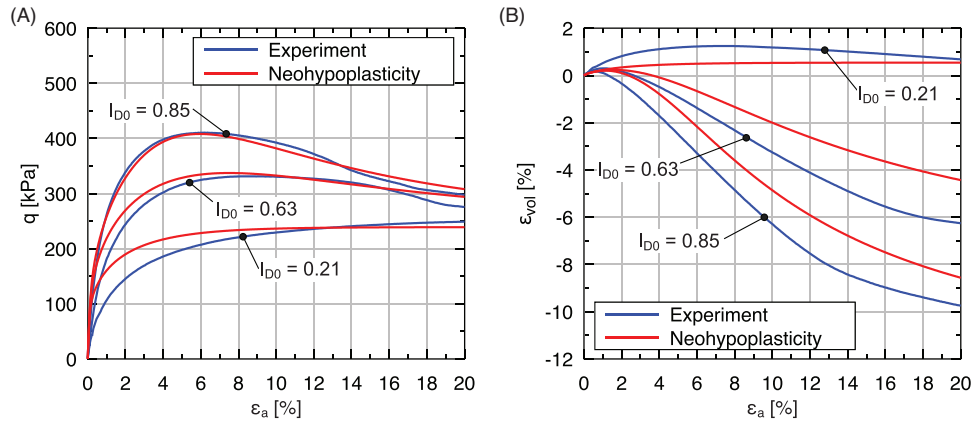 (A)
600
500
400
300
200
100
0
q [kPa]
Experiment
Neohypoplasticity
I_D0 = 0.85
I_D0 = 0.63
I_D0 = 0.21
0 2 4 6 8 10 12 14 16 18 20
ε_a [%]
(B)
2
0
-2
-4
-6
-8
-10
-12
ε_vol [%]
I_D0 = 0.21
I_D0 = 0.63
I_D0 = 0.85
Experiment
Neohypoplasticity
0 2 4 6 8 10 12 14 16 18 20
ε_a [%]